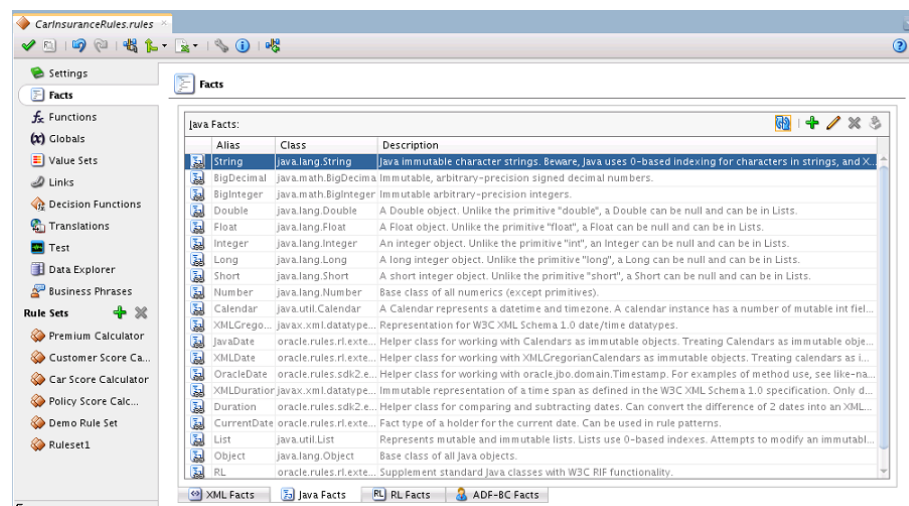 CarInsuranceRules.rules
Settings
Facts
Functions
Globals
Value Sets
Links
Decision Functions
Translations
Test
Data Explorer
Business Phrases
Rule Sets
Premium Calculator
Customer Score Ca...
Car Score Calculator
Policy Score Calc...
Demo Rule Set
Ruleset1
Facts
Java Facts:
Alias Class Description
String java.lang.String Java immutable character strings. Beware, Java uses 0-based indexing for characters in strings, and X...
BigDecimal java.math.BigDecima Immutable, arbitrary-precision signed decimal numbers.
BigInteger java.math.BigInteger Immutable arbitrary-precision integers.
Double java.lang.Double A Double object. Unlike the primitive "double", a Double can be null and can be in Lists.
Float java.lang.Float A Float object. Unlike the primitive "float", a Float can be null and can be in Lists.
Integer java.lang.Integer An integer object. Unlike the primitive "int", an Integer can be null and can be in Lists.
Long java.lang.Long A long integer object. Unlike the primitive "long", a Long can be null and can be in Lists.
Short java.lang.Short A short integer object. Unlike the primitive "short", a Short can be null and can be in Lists.
Number java.lang.Number Base class of all numerics (except primitives).
Calendar java.util.Calendar A Calendar represents a datetime and timezone. A calendar instance has a number of mutable int fiel...
XMLGrego... javax.xml.datatype... Representation for W3C XML Schema 1.0 date/time datatypes.
JavaDate oracle.rules.rl.exte... Helper class for working with Calendars as immutable objects. Treating Calendars as immutable obje...
XMLDate oracle.rules.rl.exte... Helper class for working with XMLGregorianCalendars as immutable objects. Treating calendars as i...
OracleDate oracle.rules.sdk2.e... Helper class for working with oracle.jbo.domain.Timestamp. For examples of method use, see like-na...
XMLDuration javax.xml.datatype... Immutable representation of a time span as defined in the W3C XML Schema 1.0 specification. Only d...
Duration oracle.rules.sdk2.e... Helper class for comparing and subtracting dates. Can convert the difference of 2 dates into an XML...
CurrentDate oracle.rules.rl.exte... Fact type of a holder for the current date. Can be used in rule patterns.
List java.util.List Represents mutable and immutable lists. Lists use 0-based indexes. Attempts to modify an immutabl...
Object java.lang.Object Base class of all Java objects.
RL oracle.rules.rl.exte... Supplement standard Java classes with W3C RIF functionality.
XML Facts Java Facts RL RL Facts ADF-BC Facts